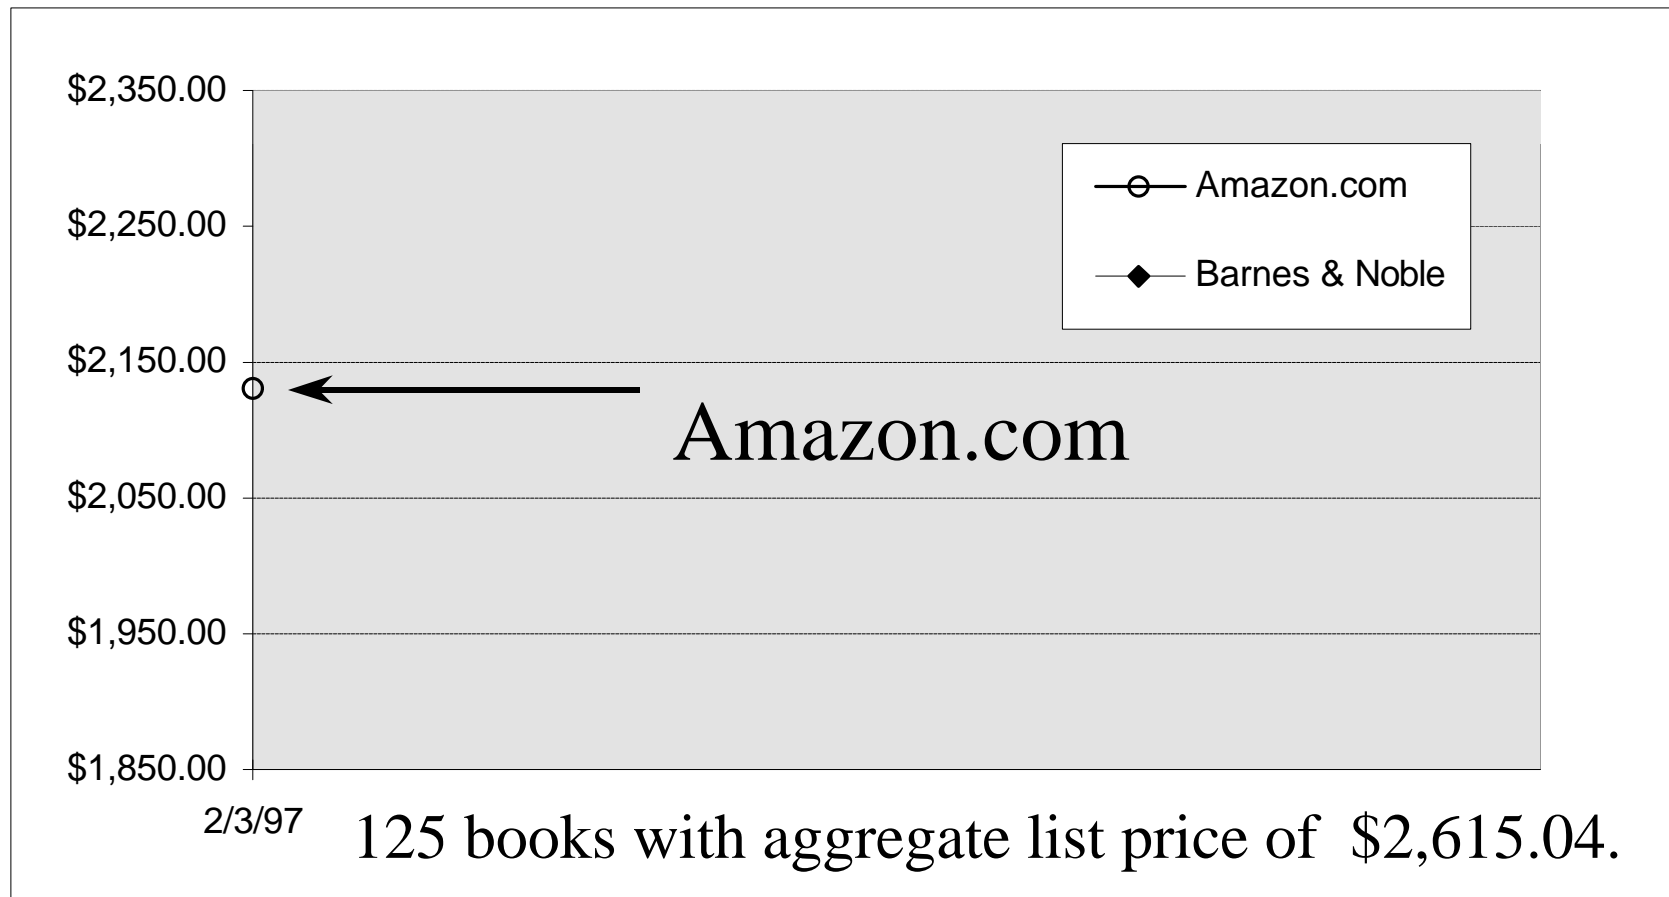 $2,350.00
Amazon.com
$2,250.00
Barnes & Noble
$2,150.00
Amazon.com
$2,050.00
$1,950.00
$1,850.00
2/3/97
125 books with aggregate list price of $2,615.04.